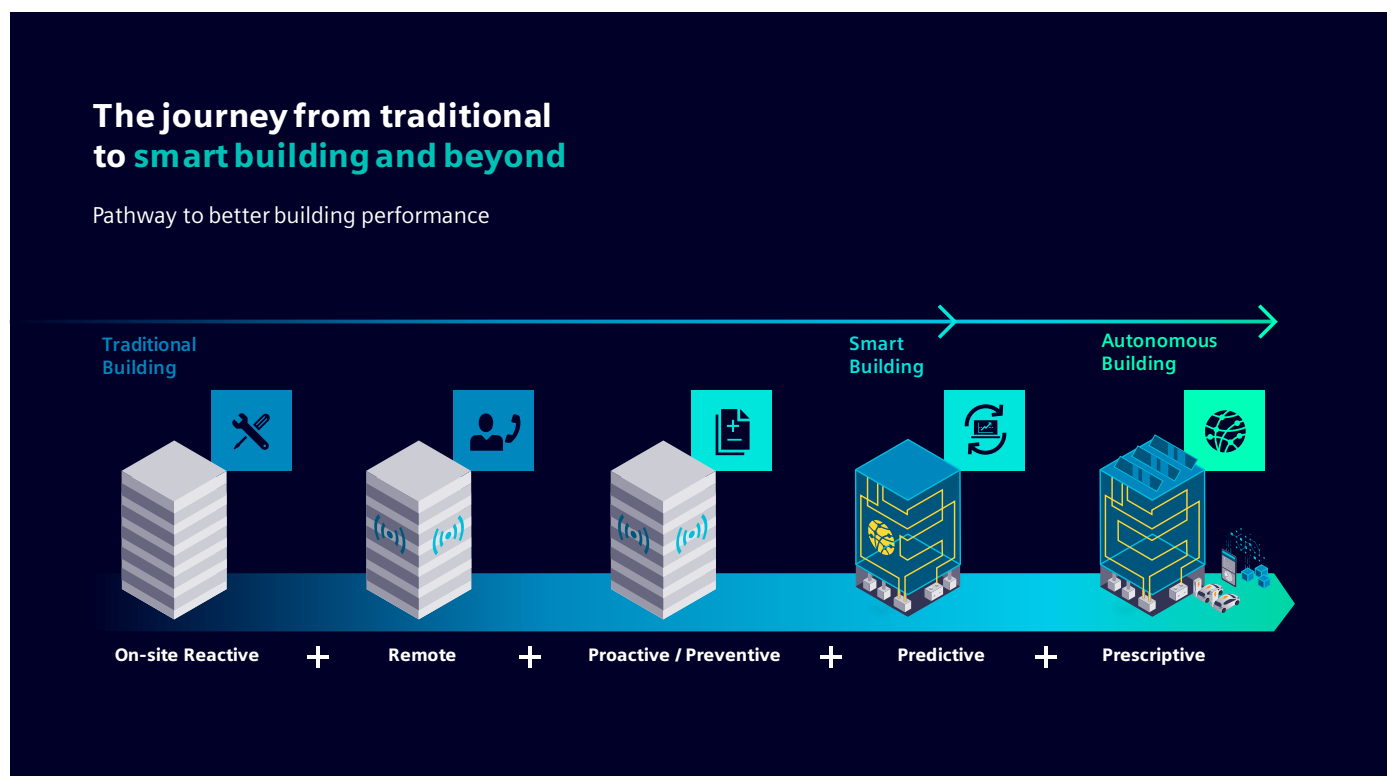 The journey from traditional
to smart building and beyond
Pathway to better building performance
Traditional
Building
Smart
Building
Autonomous
Building
On-site Reactive
Remote
Proactive / Preventive
Predictive
Prescriptive